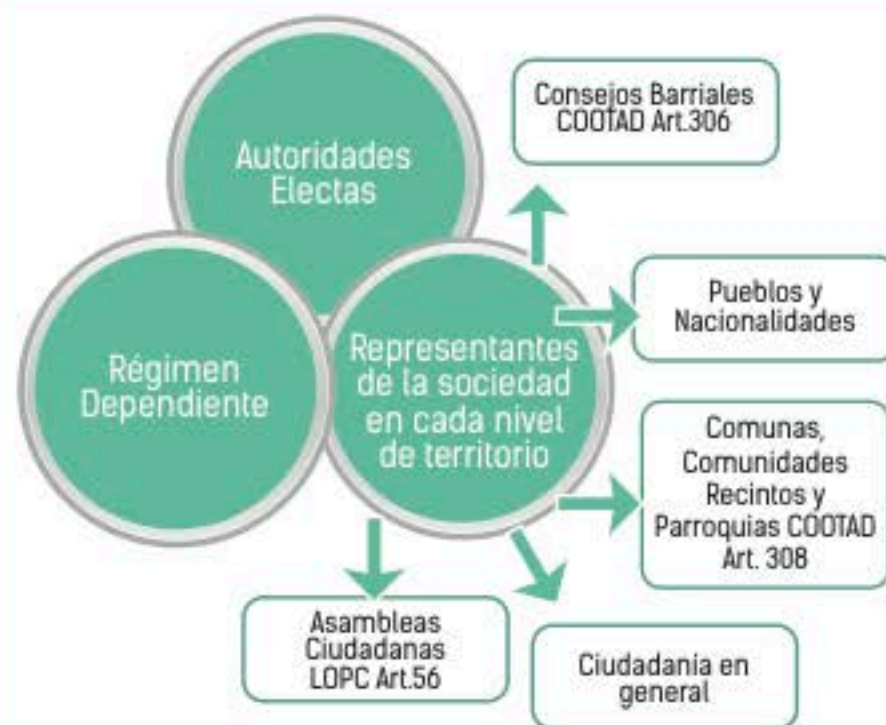 Autoridades
Electas
Régimen
Dependiente
Representantes
de la sociedad
en cada nivel
de territorio
Consejos Barriales
COOTAD Art.306
Pueblos y
Nacionalidades
Comunas,
Comunidades
Recintos y
Parroquias COOTAD
Art. 308
Ciudadanía en
general
Asambleas
Ciudadanas
LOPC Art.56